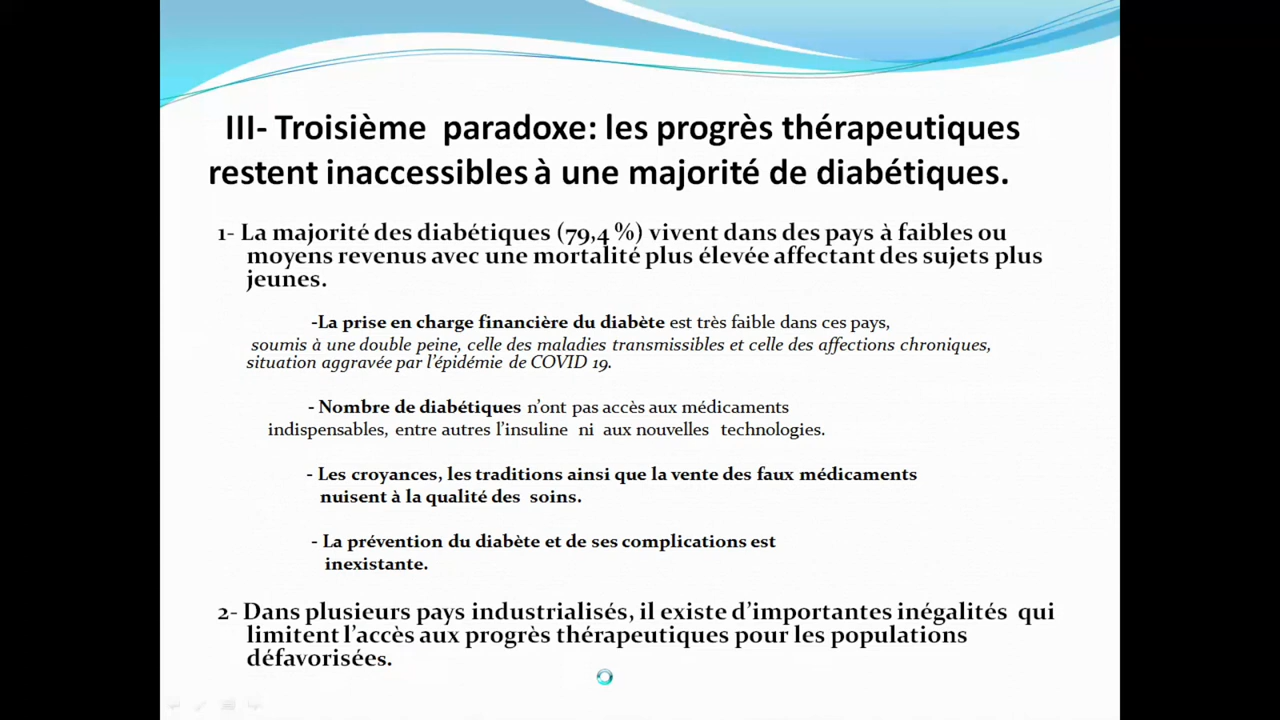 III- Troisième paradoxe: les progrès thérapeutiques
restent inaccessibles à une majorité de diabétiques.
1- La majorité des diabétiques (79,4 %) vivent dans des pays à faibles ou
moyens revenus avec une mortalité plus élevée affectant des sujets plus
jeunes.
-La prise en charge financière du diabète est très faible dans ces pays,
soumis à une double peine, celle des maladies transmissibles et celle des affections chroniques,
situation aggravée par l'épidémie de COVID 19.
- Nombre de diabétiques n'ont pas accès aux médicaments
indispensables, entre autres l'insuline ni aux nouvelles technologies.
- Les croyances, les traditions ainsi que la vente des faux médicaments
nuisent à la qualité des soins.
- La prévention du diabète et de ses complications est
inexistante.
2- Dans plusieurs pays industrialisés, il existe d'importantes inégalités qui
limitent l'accès aux progrès thérapeutiques pour les populations
défavorisées.